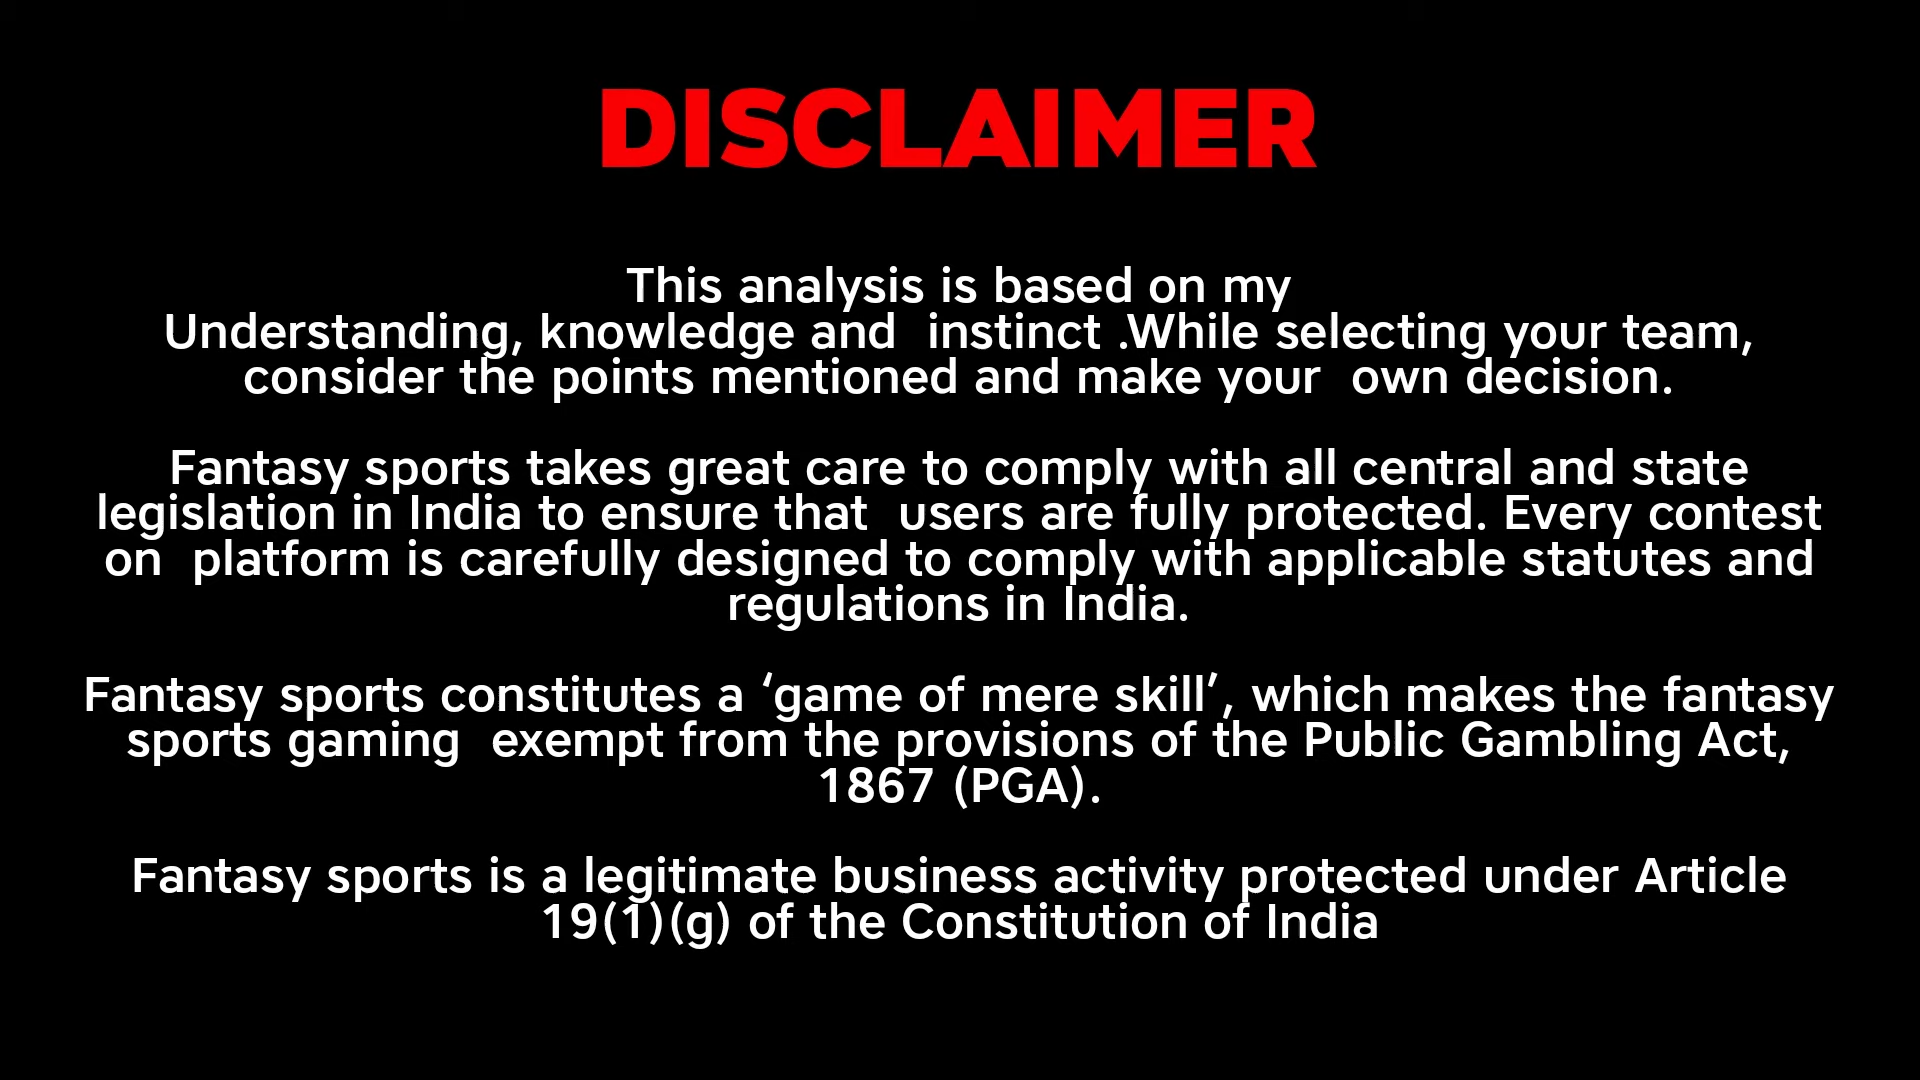 DISCLAIMER
This analysis is based on my
Understanding, knowledge and  instinct .While selecting your team,
consider the points mentioned and make your  own decision.
Fantasy sports takes great care to comply with all central and state
legislation in India to ensure that  users are fully protected. Every contest
on  platform is carefully designed to comply with applicable statutes and
regulations in India.
Fantasy sports constitutes a ‘game of mere skill’, which makes the fantasy
sports gaming  exempt from the provisions of the Public Gambling Act,
1867 (PGA).
Fantasy sports is a legitimate business activity protected under Article
19(1)(g) of the Constitution of India